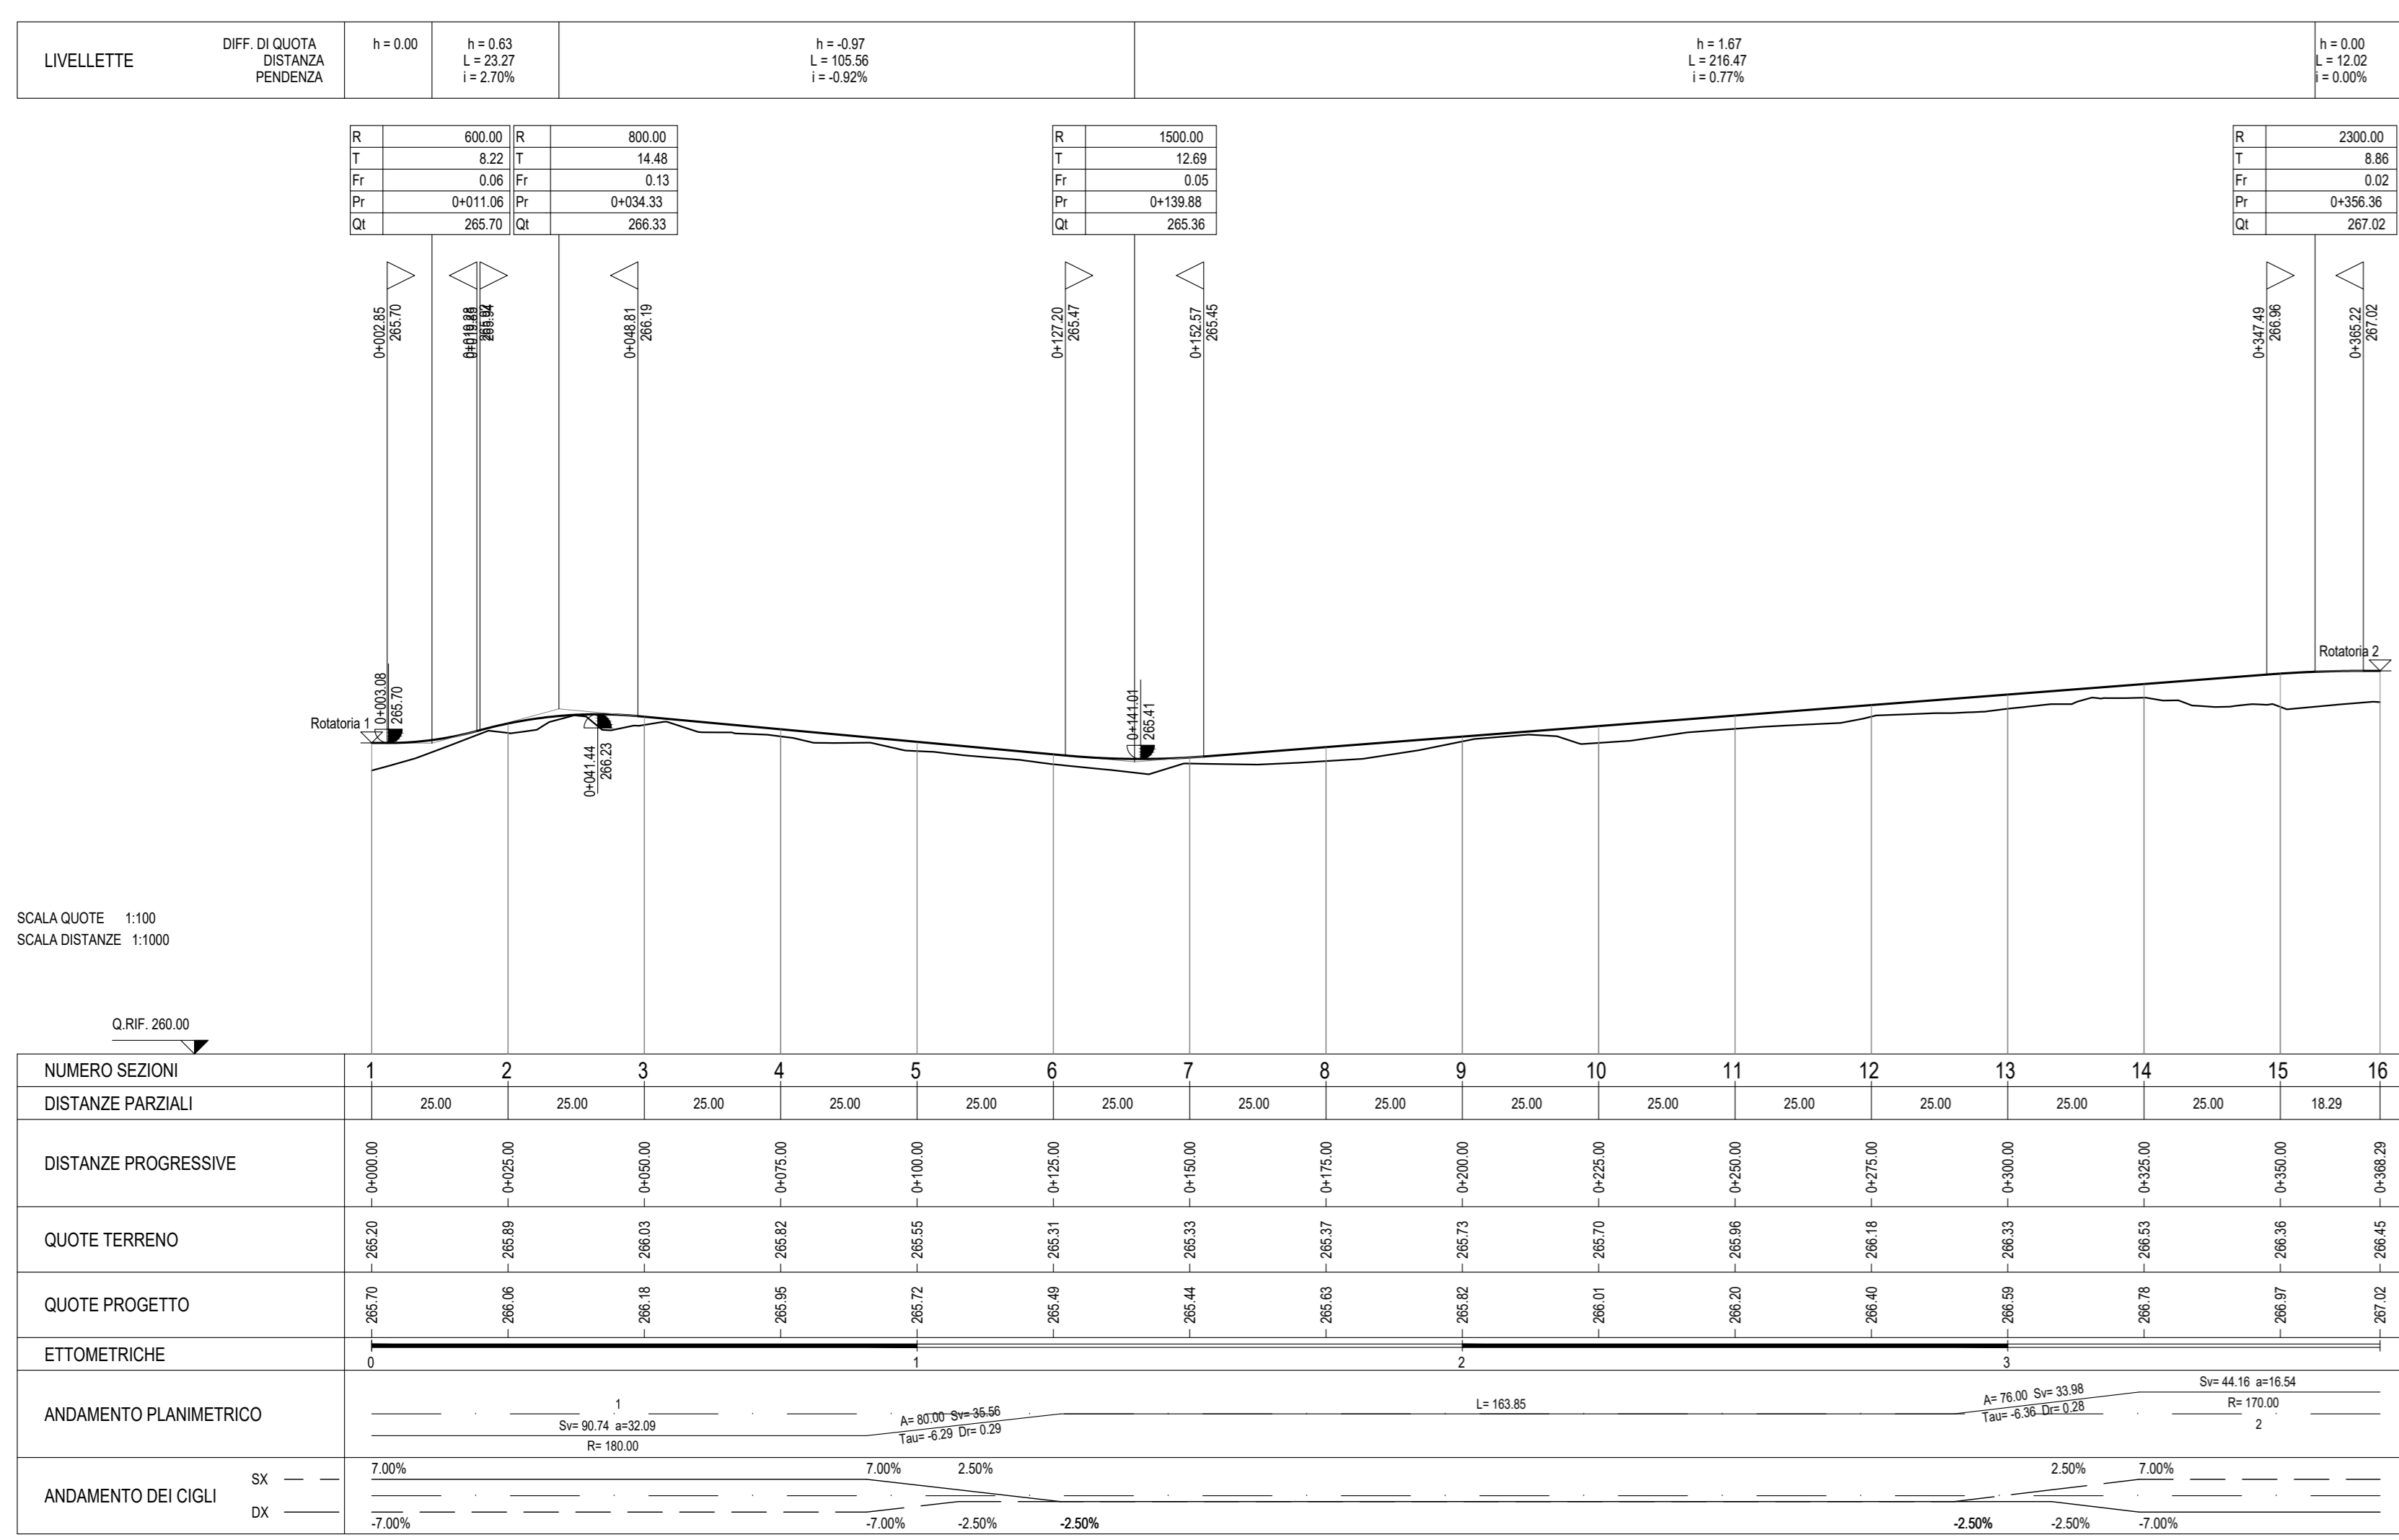 LIVELLETTE
DIFF. DI QUOTA
DISTANZA
PENDENZA
h = 0.00
h = 0.63
L = 23.27
i = 2.70%
h = -0.97
L = 105.56
i = -0.92%
h = 1.67
L = 216.47
i = 0.77%
h = 0.00
L = 12.02
i = 0.00%
R 600.00
T 8.22
Fr 0.06
Pr 0+011.06
Qt 265.70
R 800.00
T 14.48
Fr 0.13
Pr 0+034.33
Qt 266.33
R 1500.00
T 12.69
Fr 0.05
Pr 0+139.88
Qt 265.36
R 2300.00
T 8.86
Fr 0.02
Pr 0+356.36
Qt 267.02
0+002.85
265.70
0+048.81
266.19
0+127.20
265.47
0+152.57
265.45
0+347.49
266.96
0+365.22
267.02
Rotatoria 1
0+003.08
265.70
0+041.44
266.23
0+141.01
265.41
Rotatoria 2
SCALA QUOTE 1:100
SCALA DISTANZE 1:1000
Q.RIF. 260.00
NUMERO SEZIONI 1 2 3 4 5 6 7 8 9 10 11 12 13 14 15 16
DISTANZE PARZIALI 25.00 25.00 25.00 25.00 25.00 25.00 25.00 25.00 25.00 25.00 25.00 25.00 25.00 25.00 18.29
DISTANZE PROGRESSIVE 0+000.00 0+025.00 0+050.00 0+075.00 0+100.00 0+125.00 0+150.00 0+175.00 0+200.00 0+225.00 0+250.00 0+275.00 0+300.00 0+325.00 0+350.00 0+368.29
QUOTE TERRENO 265.20 265.89 266.03 265.82 265.55 265.31 265.33 265.37 265.73 265.70 265.96 266.18 266.33 266.53 266.36 266.45
QUOTE PROGETTO 265.70 266.06 266.18 265.95 265.72 265.49 265.44 265.63 265.82 266.01 266.20 266.40 266.59 266.78 266.97 267.02
ETTOMETRICHE
0 1 2 3
ANDAMENTO PLANIMETRICO
1
Sv= 90.74 a=32.09
R= 180.00
A= 80.00 Sv= 35.56
Tau= -6.29 Dr= 0.29
L= 163.85
A= 76.00 Sv= 33.98
Tau= -6.36 Dr= 0.28
Sv= 44.16 a=16.54
R= 170.00
2
ANDAMENTO DEI CIGLI
SX
DX
7.00% 7.00% 2.50% 2.50% 7.00%
-7.00% -7.00% -2.50% -2.50% -2.50% -2.50% -7.00%